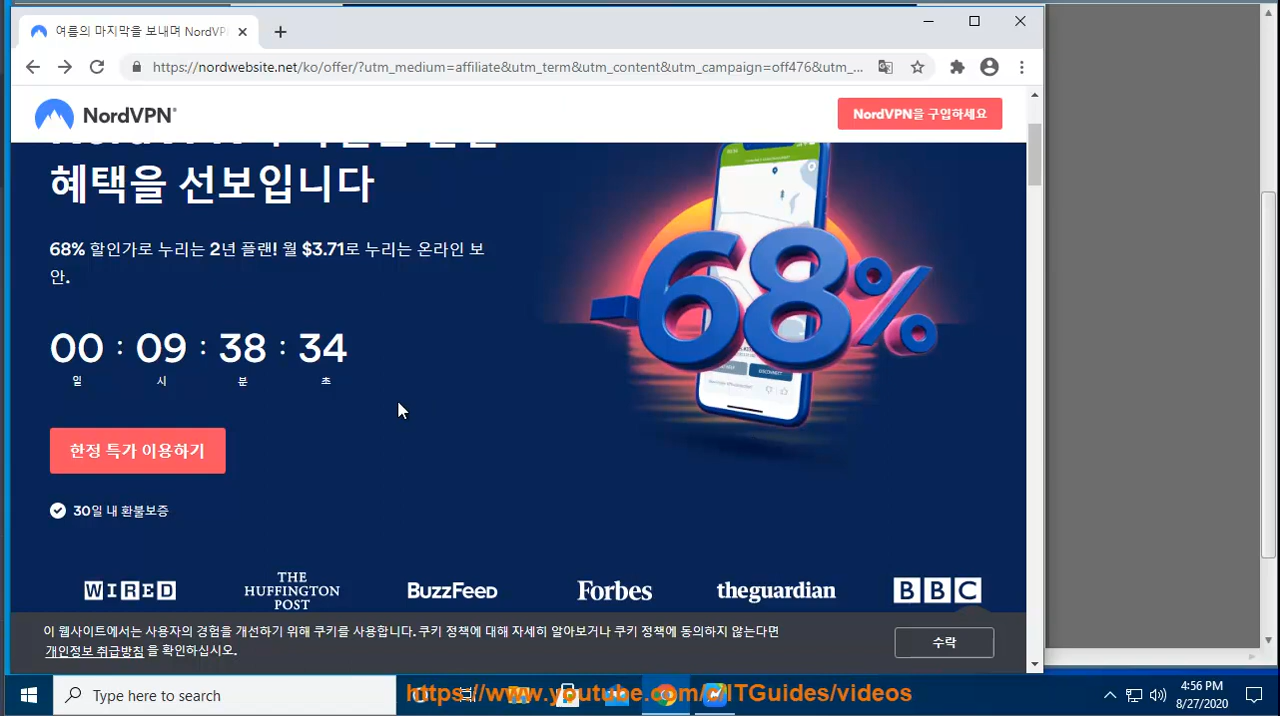 여름의 마지막을 보내며 NordVP
https://nordwebsite.net/ko/offer/?utm_medium=affiliate&utm_term&utm_content&utm_campaign=off476&utm_...
NordVPN®
NordVPN을 구입하세요
혜택을 선보입니다
68% 할인가로 누리는 2년 플랜! 월 $3.71로 누리는 온라인 보
안.
00 : 09 : 38 : 34
일 시 분 초
-68%
한정 특가 이용하기
30일 내 환불보증
WIRED
THE
HUFFINGTON
POST
BuzzFeed
Forbes
theguardian
BBC
이 웹사이트에서는 사용자의 경험을 개선하기 위해 쿠키를 사용합니다. 쿠키 정책에 대해 자세히 알아보거나 쿠키 정책에 동의하지 않는다면
개인정보 취급방침 을 확인하십시오.
수락
Type here to search
4:56 PM
8/27/2020